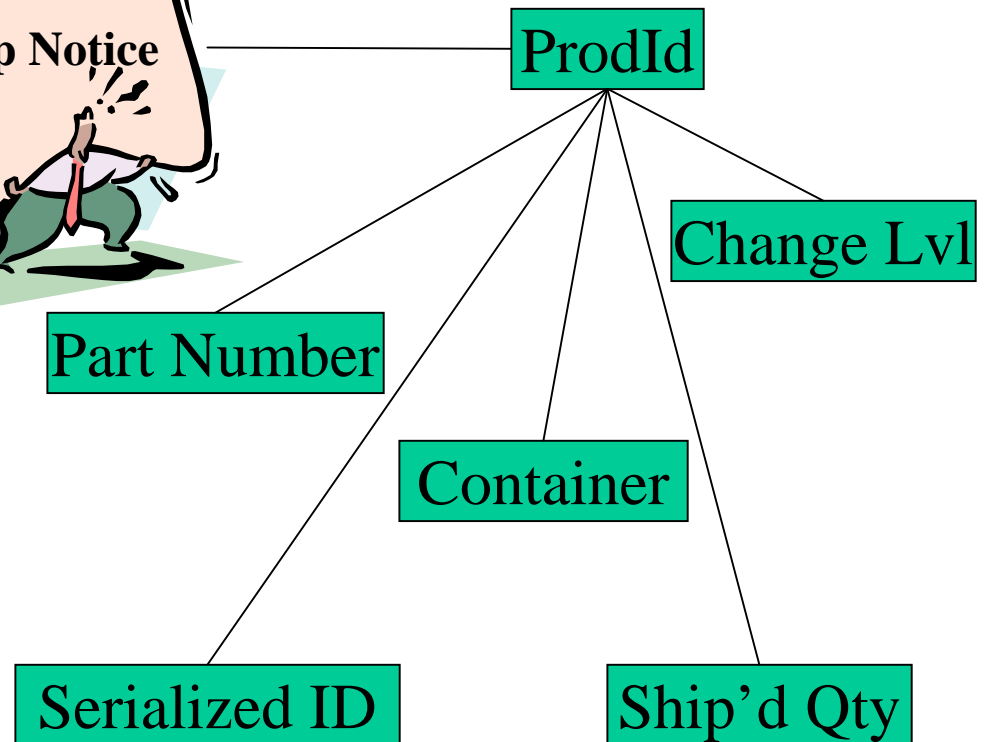 p Notice
ProdId
Change Lvl
Part Number
Container
Serialized ID
Ship’d Qty